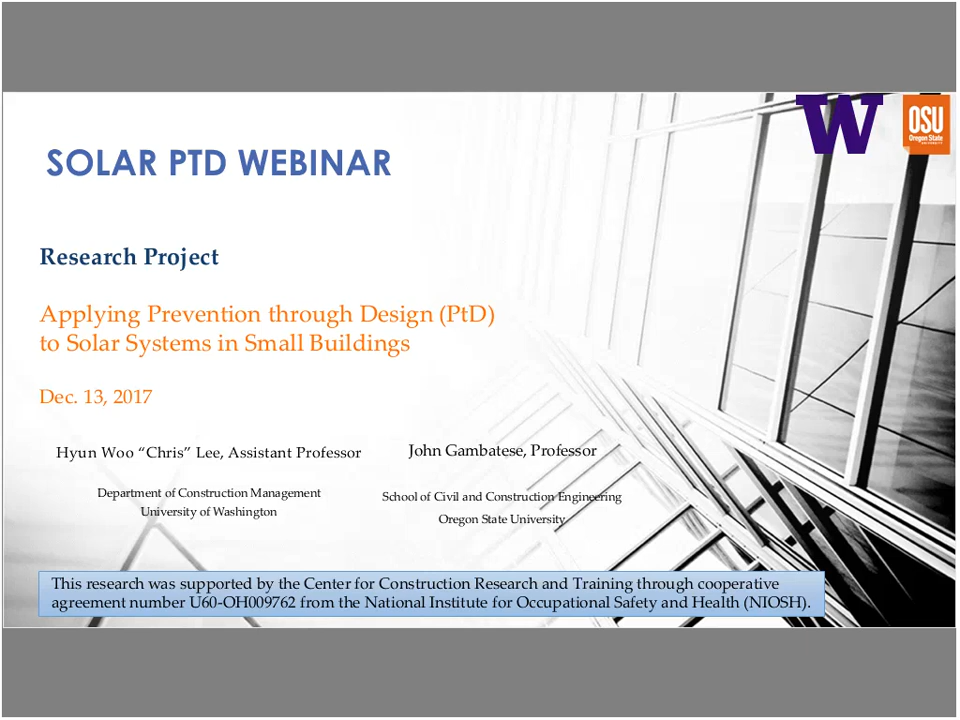 W
OSU
Oregon State
UNIVERSITY
SOLAR PTD WEBINAR
Research Project
Applying Prevention through Design (PtD)
to Solar Systems in Small Buildings
Dec. 13, 2017
Hyun Woo “Chris” Lee, Assistant Professor
Department of Construction Management
University of Washington
John Gambatese, Professor
School of Civil and Construction Engineering
Oregon State University
This research was supported by the Center for Construction Research and Training through cooperative
agreement number U60-OH009762 from the National Institute for Occupational Safety and Health (NIOSH).